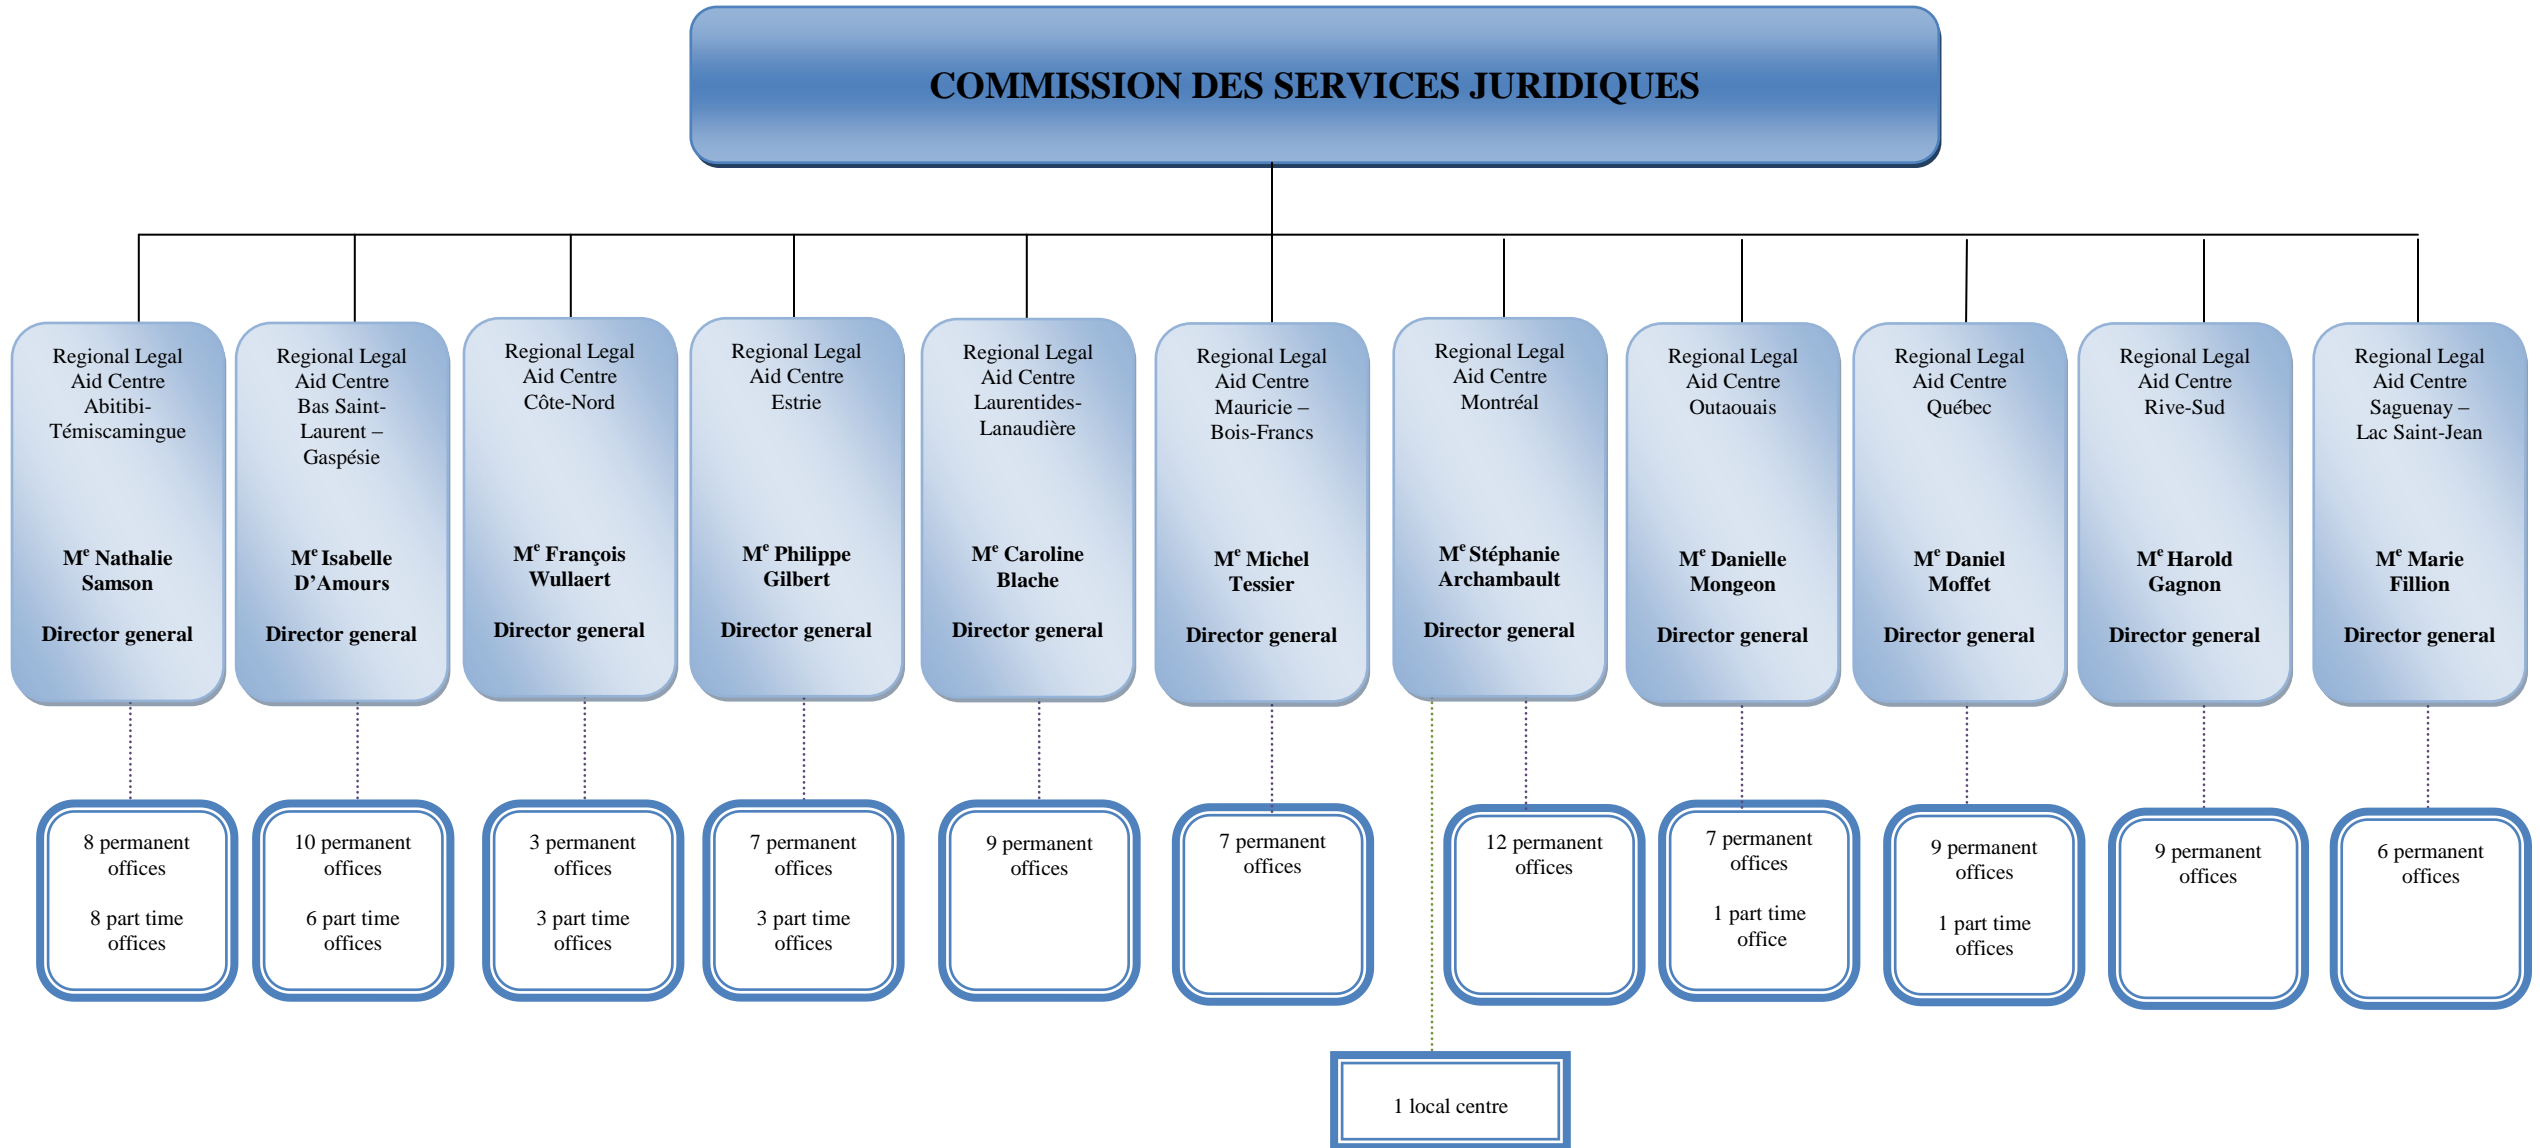 COMMISSION DES SERVICES JURIDIQUES
Regional Legal
Aid Centre
Abitibi-
Témiscamingue
Mᵉ Nathalie
Samson
Director general
Regional Legal
Aid Centre
Bas Saint-
Laurent –
Gaspésie
Mᵉ Isabelle
D’Amours
Director general
Regional Legal
Aid Centre
Côte-Nord
Mᵉ François
Wullaert
Director general
Regional Legal
Aid Centre
Estrie
Mᵉ Philippe
Gilbert
Director general
Regional Legal
Aid Centre
Laurentides-
Lanaudière
Mᵉ Caroline
Blache
Director general
Regional Legal
Aid Centre
Mauricie –
Bois-Francs
Mᵉ Michel
Tessier
Director general
Regional Legal
Aid Centre
Montréal
Mᵉ Stéphanie
Archambault
Director general
Regional Legal
Aid Centre
Outaouais
Mᵉ Danielle
Mongeon
Director general
Regional Legal
Aid Centre
Québec
Mᵉ Daniel
Moffet
Director general
Regional Legal
Aid Centre
Rive-Sud
Mᵉ Harold
Gagnon
Director general
Regional Legal
Aid Centre
Saguenay –
Lac Saint-Jean
Mᵉ Marie
Fillion
Director general
8 permanent
offices
8 part time
offices
10 permanent
offices
6 part time
offices
3 permanent
offices
3 part time
offices
7 permanent
offices
3 part time
offices
9 permanent
offices
7 permanent
offices
12 permanent
offices
7 permanent
offices
1 part time
office
9 permanent
offices
1 part time
offices
9 permanent
offices
6 permanent
offices
1 local centre